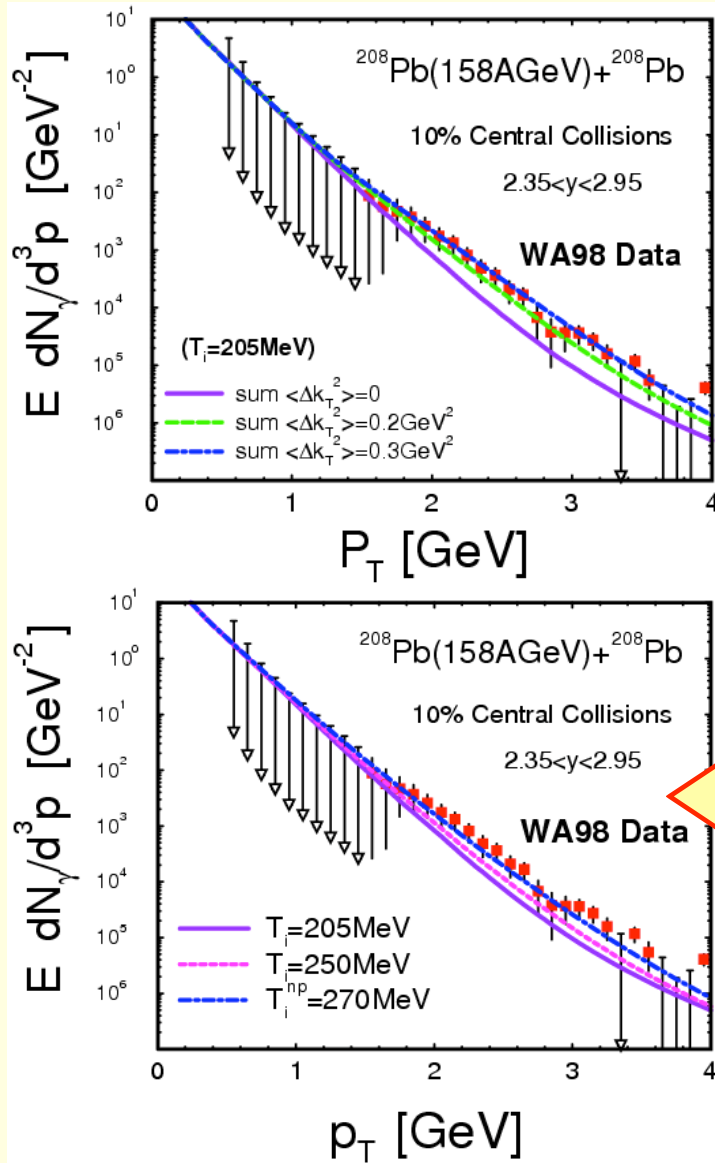 10¹
10⁰
10¹
10²
10³
10⁴
10⁵
10⁶
E dN_γ/d³p [GeV⁻²]
²⁰⁸Pb(158AGeV)+²⁰⁸Pb
10% Central Collisions
2.35<y<2.95
WA98 Data
(T_i=205MeV)
sum <Δk_T²>=0
sum <Δk_T²>=0.2GeV²
sum <Δk_T²>=0.3GeV²
0 1 2 3 4
P_T [GeV]
10¹
10⁰
10¹
10²
10³
10⁴
10⁵
10⁶
E dN_γ/d³p [GeV⁻²]
²⁰⁸Pb(158AGeV)+²⁰⁸Pb
10% Central Collisions
2.35<y<2.95
WA98 Data
T_i=205MeV
T_i=250MeV
T_i^np=270MeV
0 1 2 3 4
p_T [GeV]